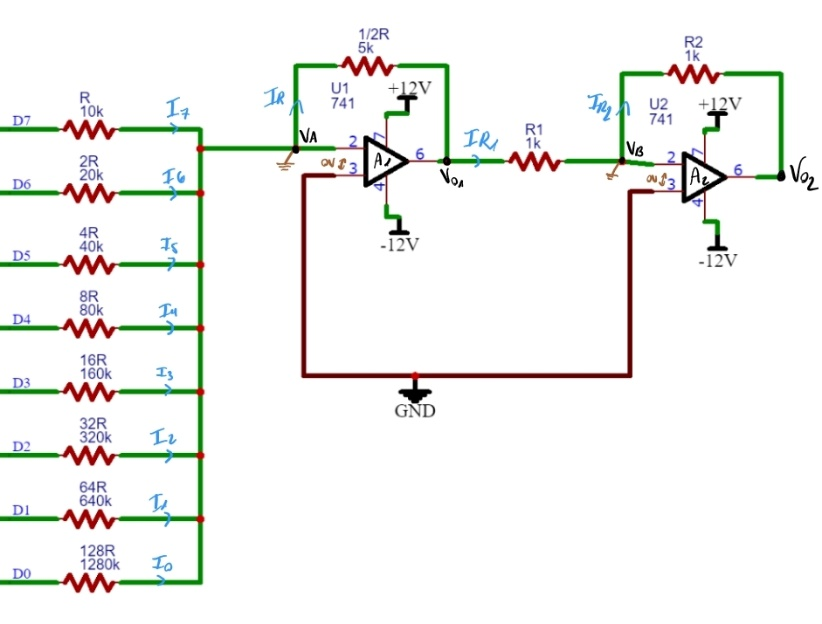 D7
R
10k
I7
D6
2R
20k
I6
D5
4R
40k
I5
D4
8R
80k
I4
D3
16R
160k
I3
D2
32R
320k
I2
D1
64R
640k
I1
D0
128R
1280k
I0
1/2R
5k
IR
U1
741
+12V
VA
2
7
0V
3
A1
6
4
-12V
VO1
IR1
R1
1k
R2
1k
IR2
U2
741
+12V
VB
2
7
0V
3
A2
6
4
-12V
VO2
GND